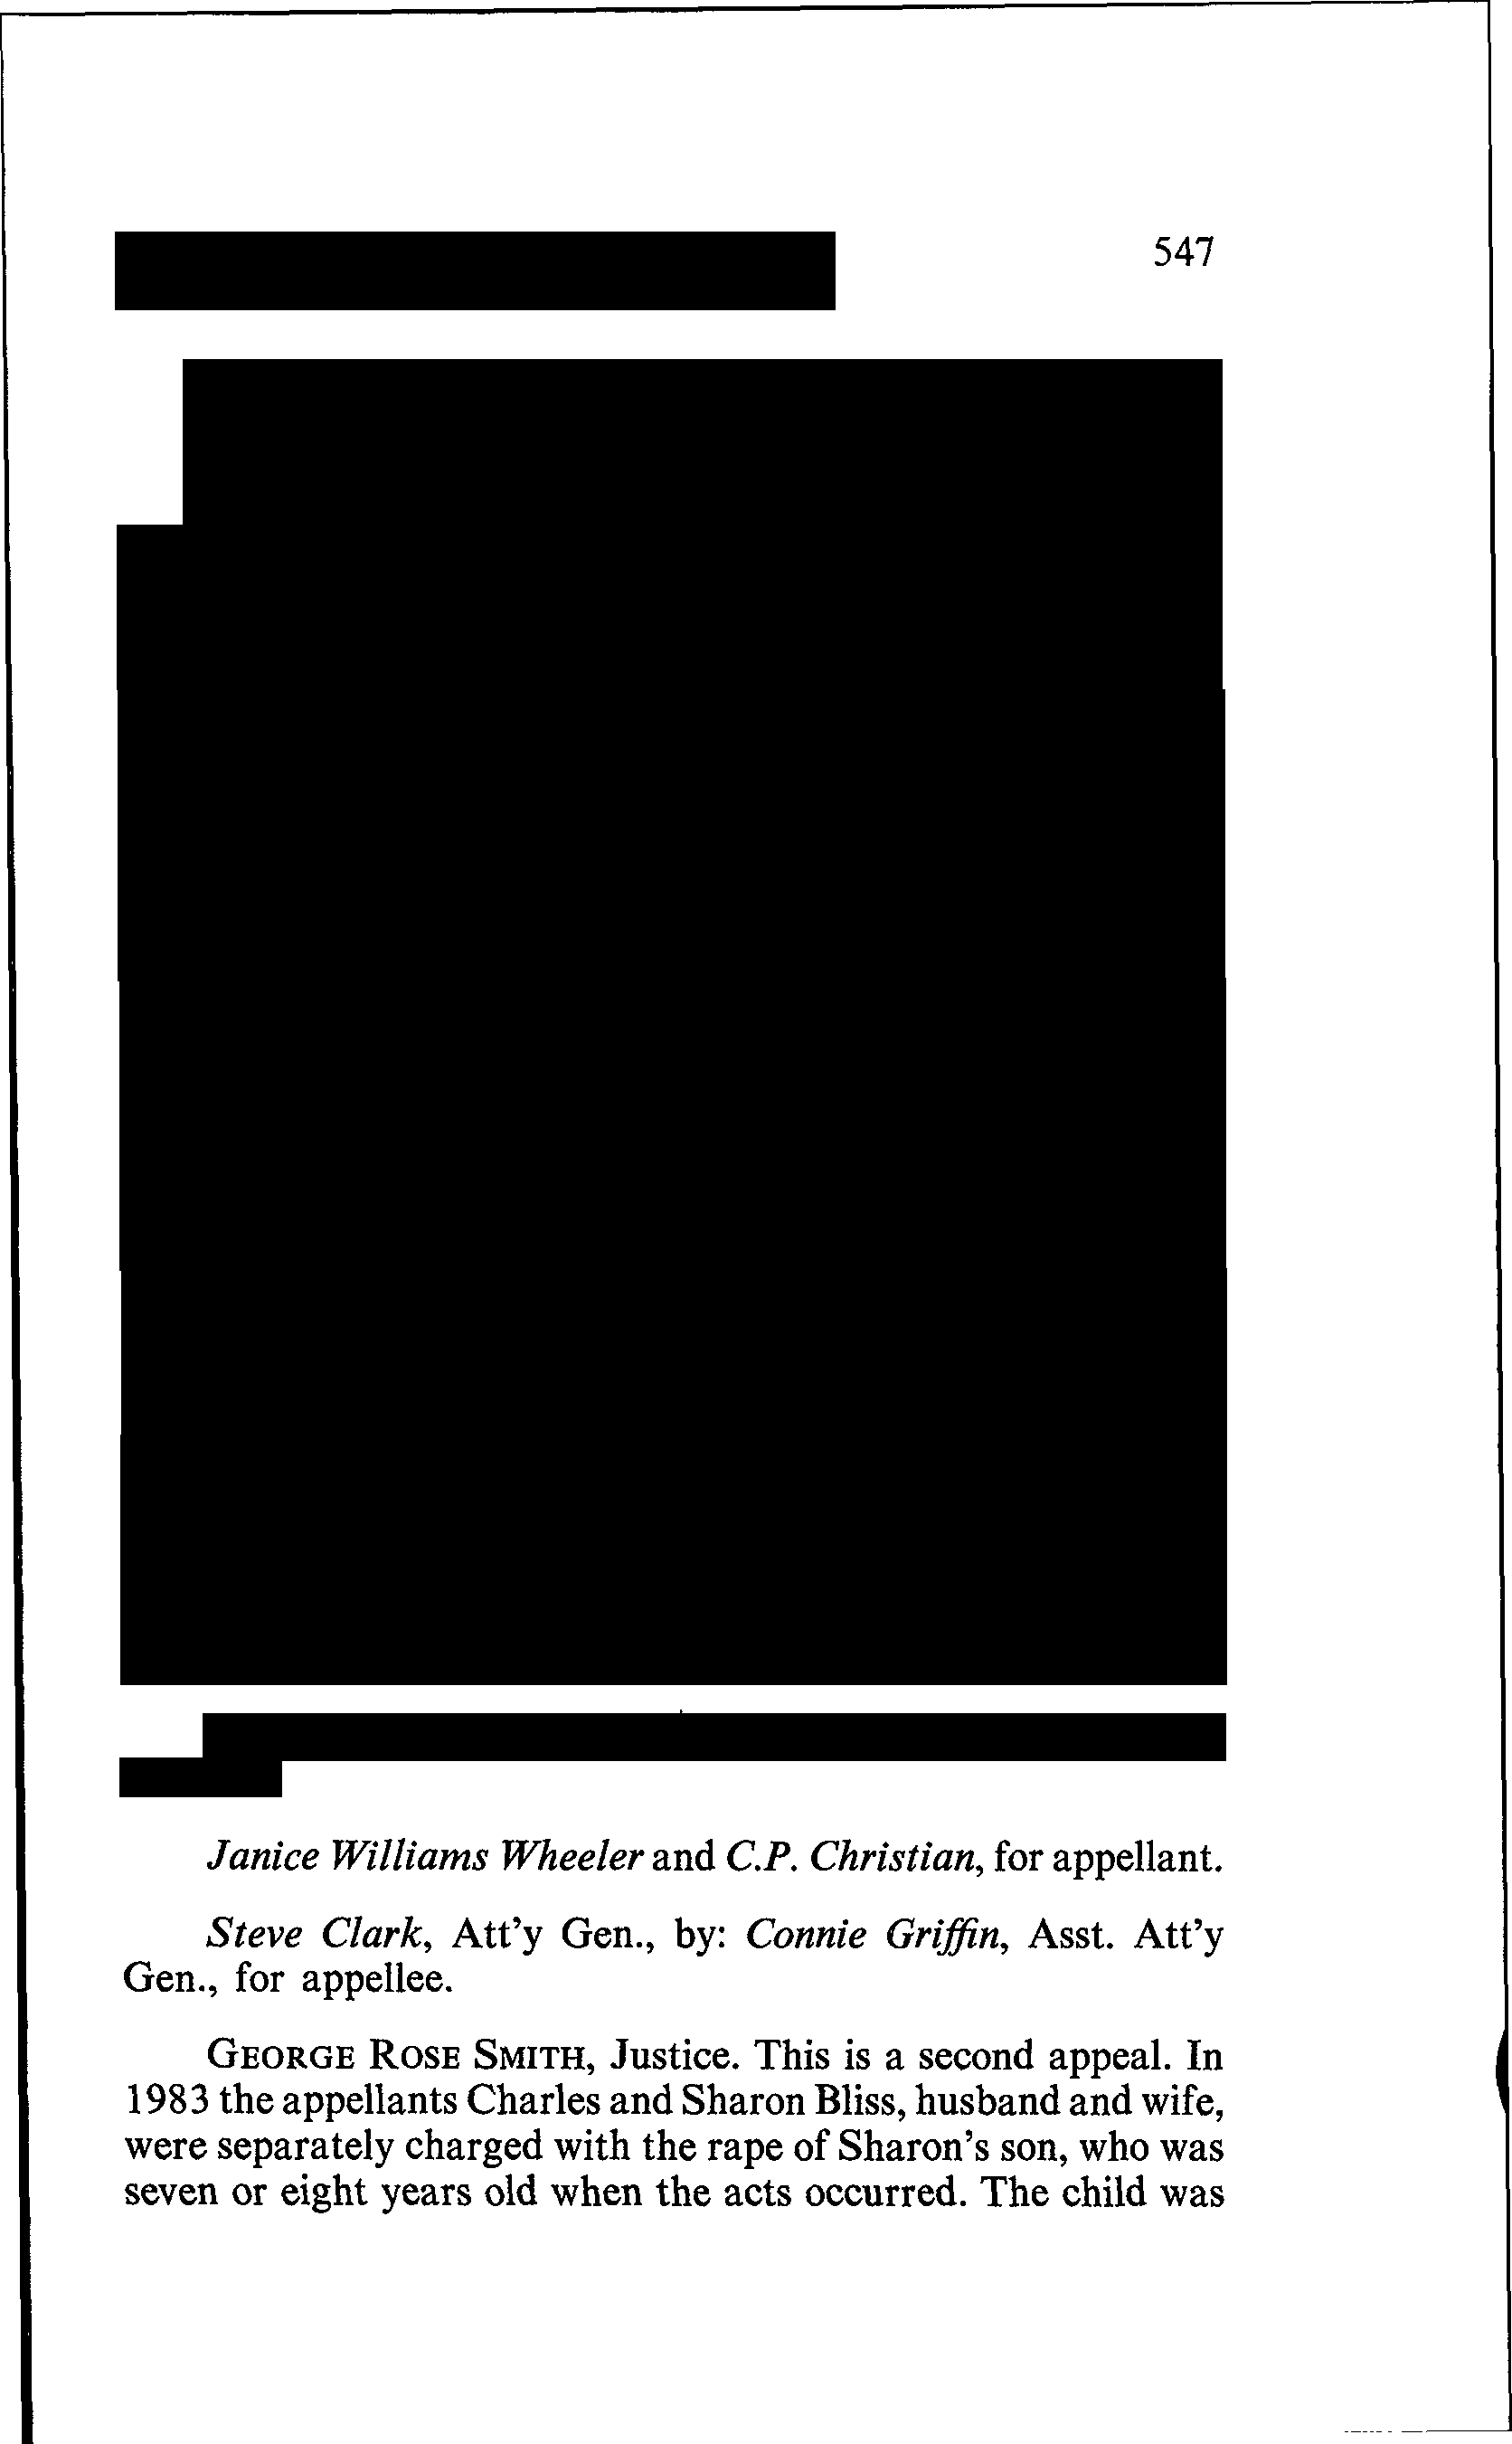 547
Janice Williams Wheeler and C.P. Christian, for appellant.
Steve Clark, Att'y Gen., by: Connie Griffin, Asst. Att'y
Gen., for appellee.
GEORGE ROSE SMITH, Justice. This is a second appeal. In
1983 the appellants Charles and Sharon Bliss, husband and wife,
were separately charged with the rape of Sharon's son, who was
seven or eight years old when the acts occurred. The child was